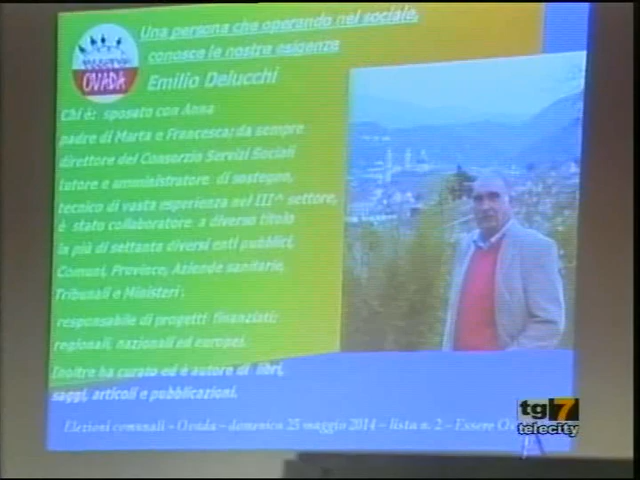 Una persona che operando nel sociale,
conosce le nostre esigenze
OVADA
Emilio Delucchi
Chi è: sposato con Anna
padre di Marta e Francesca; da sempre
direttore del Consorzio Servizi Sociali
tutore e amministratore di sostegno,
tecnico di vasta esperienza nel III^ settore,
è stato collaboratore a diverso titolo
in più di settanta diversi enti pubblici,
Comuni, Province, Aziende sanitarie,
Tribunali e Ministeri;
responsabile di progetti finanziati;
regionali, nazionali ed europei.
Inoltre ha curato ed è autore di libri,
saggi, articoli e pubblicazioni.
Elezioni comunali - Ovada - domenica 25 maggio 2014 - lista n. 2 - Essere
tg7
telecity